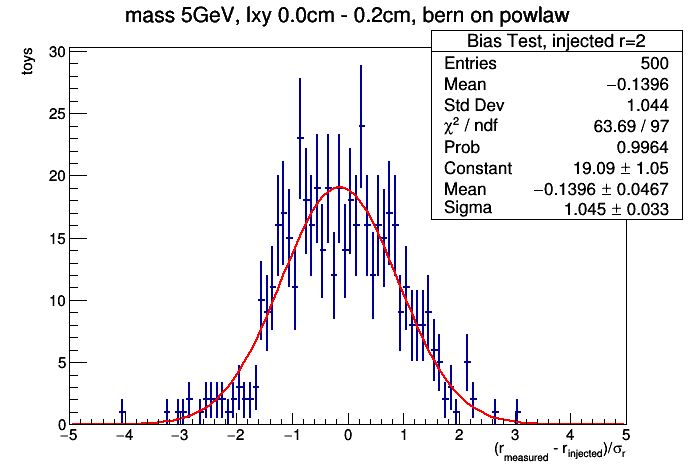 mass 5GeV, lxy 0.0cm - 0.2cm, bern on powlaw
Bias Test, injected r=2
Entries 500
Mean −0.1396
Std Dev 1.044
χ² / ndf 63.69 / 97
Prob 0.9964
Constant 19.09 ± 1.05
Mean −0.1396 ± 0.0467
Sigma 1.045 ± 0.033
toys
30
25
20
15
10
5
0
−5 −4 −3 −2 −1 0 1 2 3 4 5
(r_measured - r_injected)/σ_r